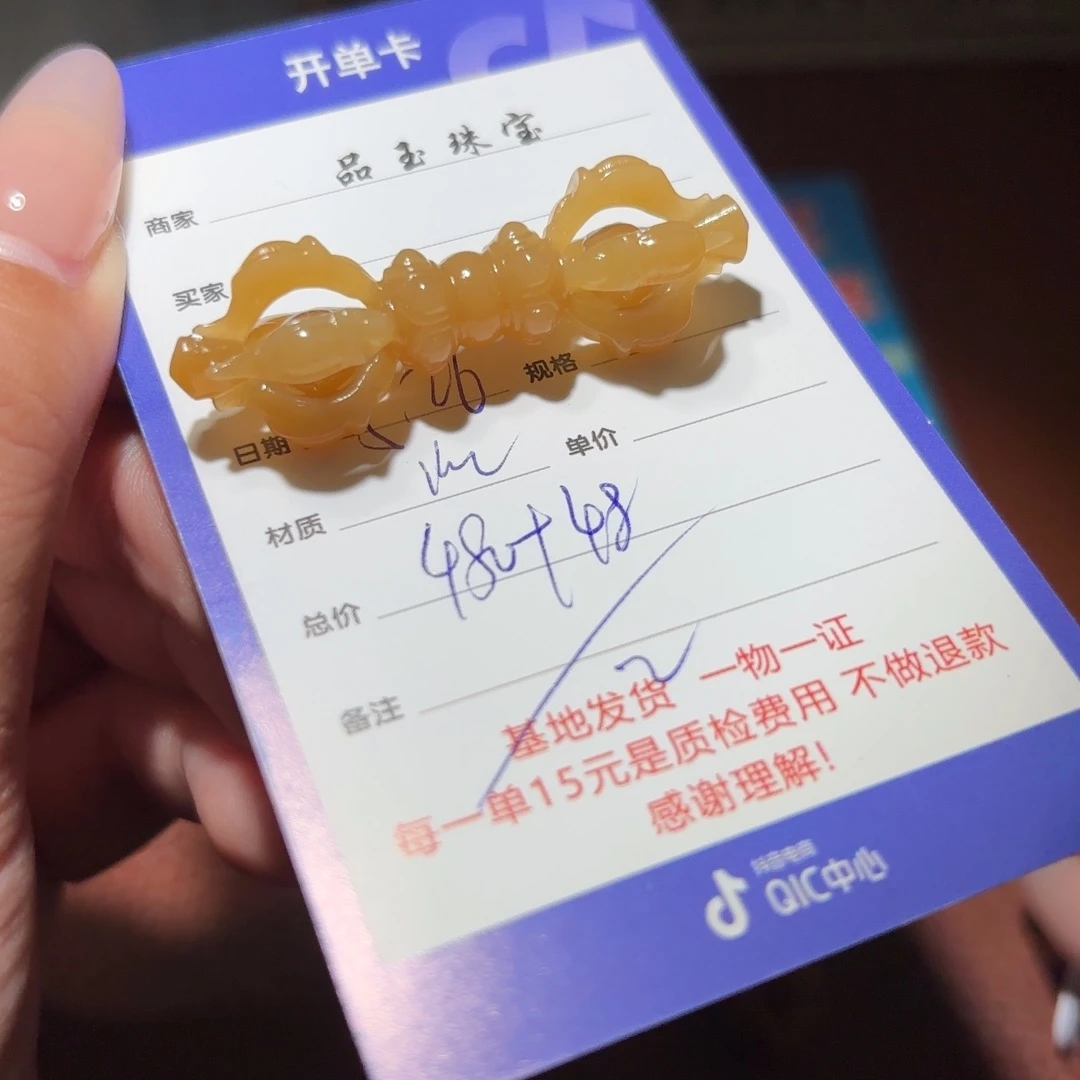 开单卡
品玉珠宝
商家
买家
日期 规格
材质 单价
总价 480+48
备注
基地发货 一物一证
每一单15元是质检费用 不做退款
感谢理解!
抖音电商
QIC中心